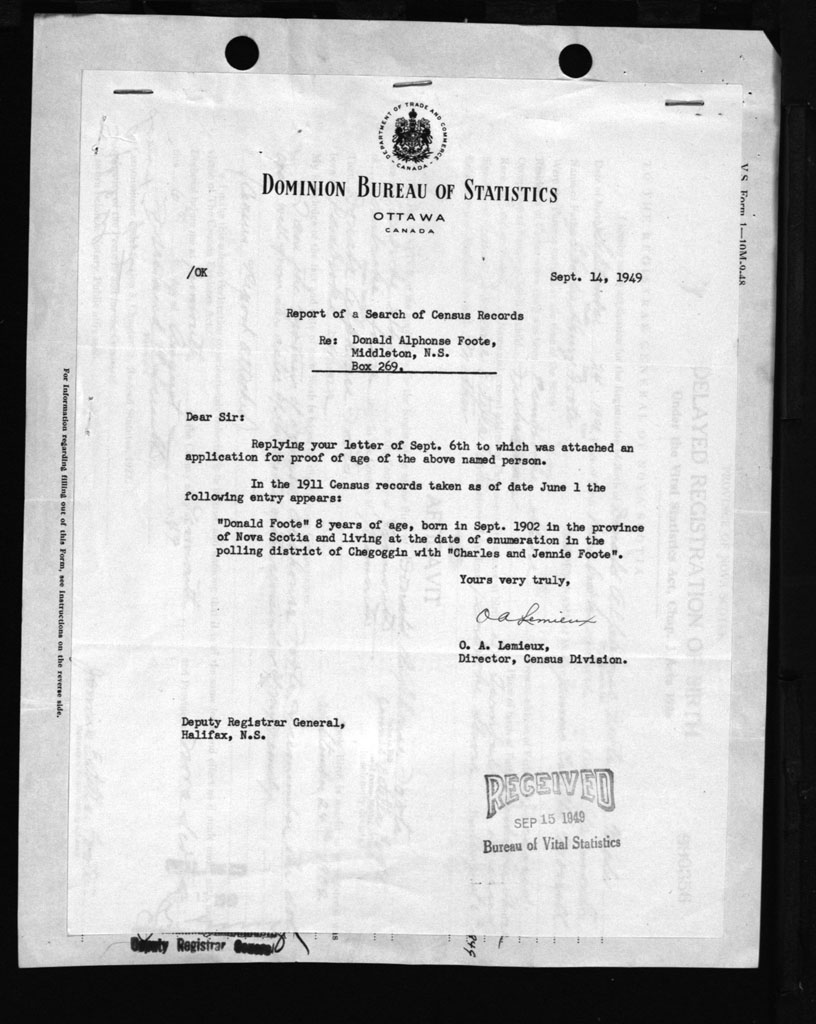 DEPARTMENT OF TRADE AND COMMERCE
CANADA
DOMINION BUREAU OF STATISTICS
OTTAWA
CANADA
/OK
Sept. 14, 1949
Report of a Search of Census Records
Re: Donald Alphonse Foote,
Middleton, N.S.
Box 269.
Dear Sir:
Replying your letter of Sept. 6th to which was attached an
application for proof of age of the above named person.
In the 1911 Census records taken as of date June 1 the
following entry appears:
"Donald Foote" 8 years of age, born in Sept. 1902 in the province
of Nova Scotia and living at the date of enumeration in the
polling district of Chegoggin with "Charles and Jennie Foote".
Yours very truly,
O A Lemieux
O. A. Lemieux,
Director, Census Division.
Deputy Registrar General,
Halifax, N.S.
RECEIVED
SEP 15 1949
Bureau of Vital Statistics
Deputy Registrar General
V.S. Form 1—10M-9-48
For Information regarding filling out of this Form, see Instructions on the reverse side.
DELAYED REGISTRATION OF BIRTH
AFFIDAVIT